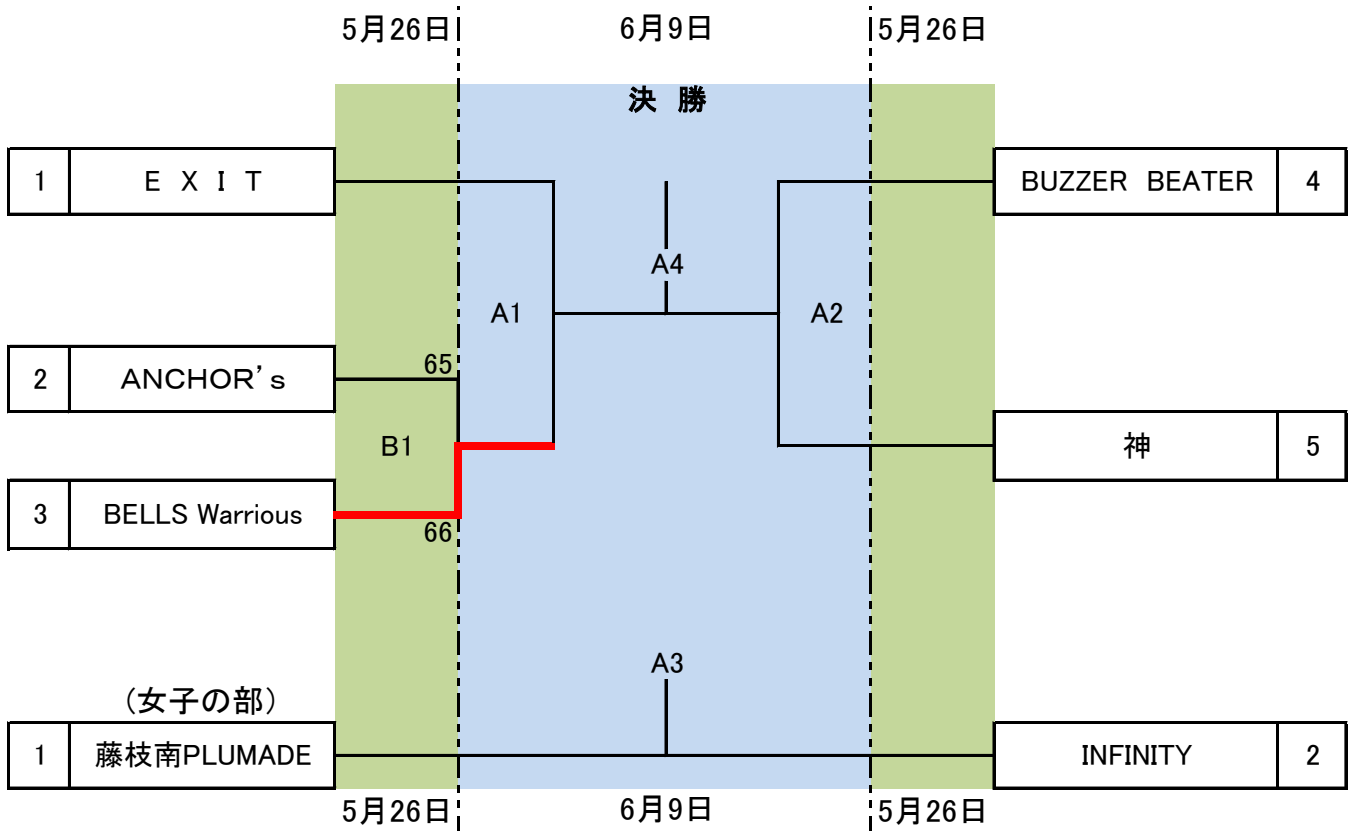 5月26日 6月9日 5月26日
決 勝
1 E X I T BUZZER BEATER 4
A4
A1 A2
65
2 ANCHOR's
B1 神 5
3 BELLS Warrious
66
A3
(女子の部)
1 藤枝南PLUMADE INFINITY 2
5月26日 6月9日 5月26日